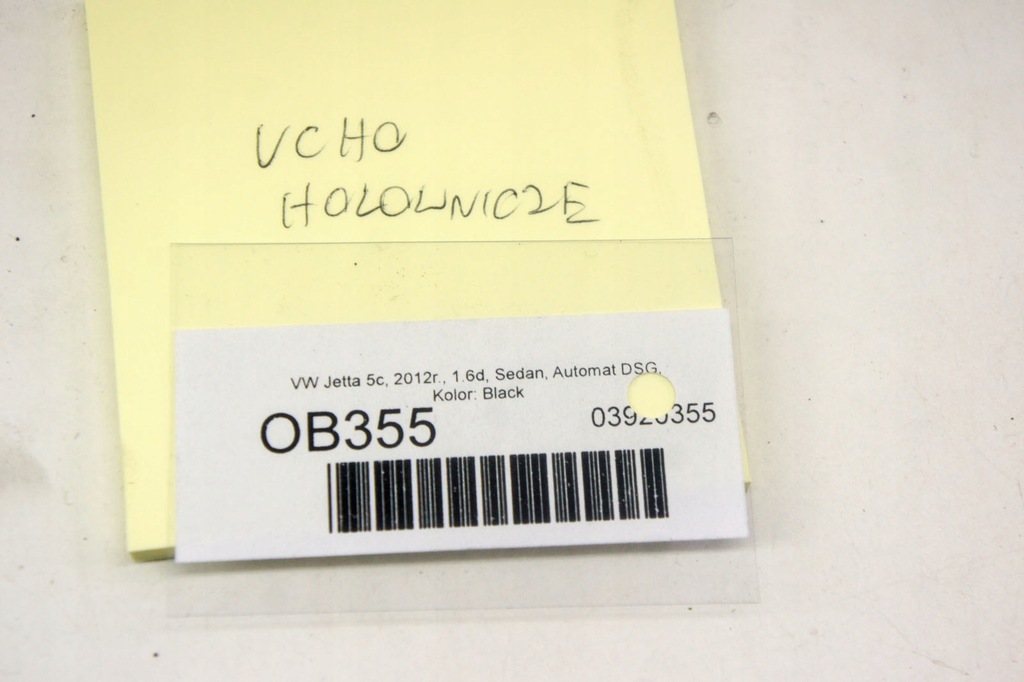 UCHO
HOLOWNICZE
VW Jetta 5c, 2012r., 1.6d, Sedan, Automat DSG,
Kolor: Black
OB355